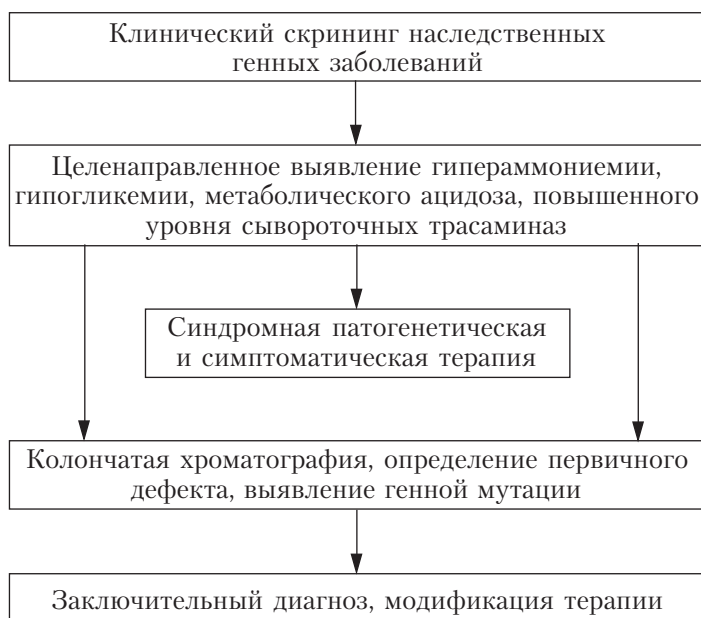 Клинический скрининг наследственных
генных заболеваний
Целенаправленное выявление гипераммониемии,
гипогликемии, метаболического ацидоза, повышенного
уровня сывороточных трасаминаз
Синдромная патогенетическая
и симптоматическая терапия
Колончатая хроматография, определение первичного
дефекта, выявление генной мутации
Заключительный диагноз, модификация терапии